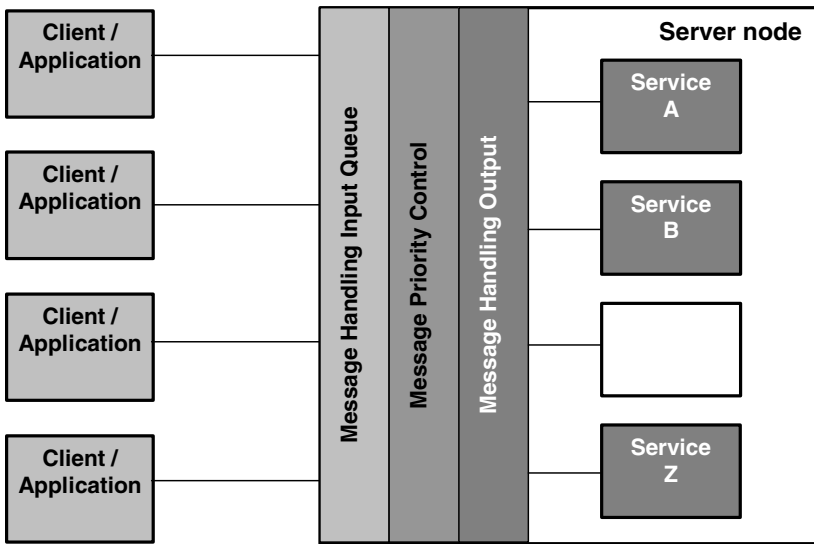 Client /
Application
Client /
Application
Client /
Application
Client /
Application
Message Handling Input Queue
Message Priority Control
Message Handling Output
Server node
Service
A
Service
B
Service
Z